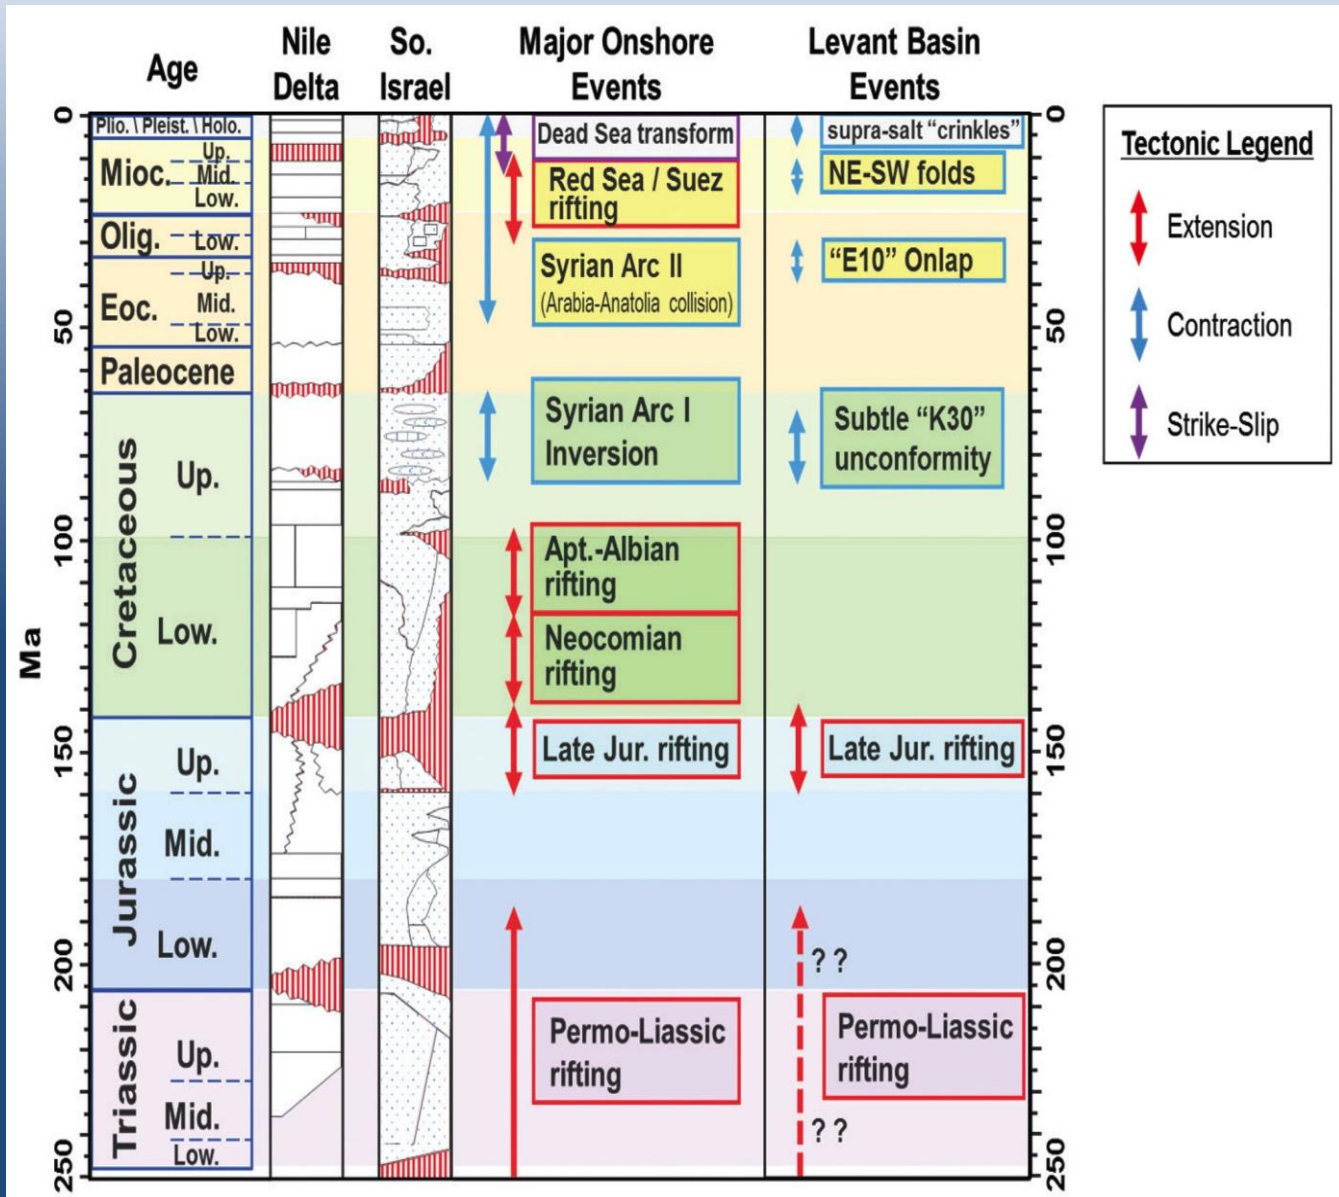 Age
Nile
Delta
So.
Israel
Major Onshore
Events
Levant Basin
Events
Ma
0
50
100
150
200
250
Plio. \ Pleist. \ Holo.
Mioc.
Up.
Mid.
Low.
Olig.
Low.
Eoc.
Up.
Mid.
Low.
Paleocene
Cretaceous
Up.
Low.
Jurassic
Up.
Mid.
Low.
Triassic
Up.
Mid.
Low.
Dead Sea transform
Red Sea / Suez
rifting
Syrian Arc II
(Arabia-Anatolia collision)
Syrian Arc I
Inversion
Apt.-Albian
rifting
Neocomian
rifting
Late Jur. rifting
Permo-Liassic
rifting
supra-salt “crinkles”
NE-SW folds
“E10” Onlap
Subtle “K30”
unconformity
Late Jur. rifting
? ?
Permo-Liassic
rifting
? ?
0
50
100
150
200
250
Tectonic Legend
Extension
Contraction
Strike-Slip